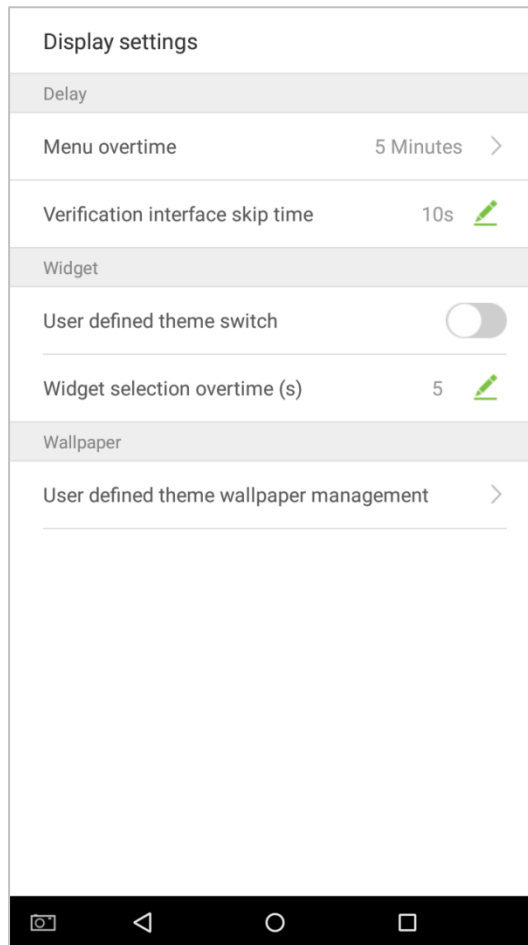 Display settings
Delay
Menu overtime 5 Minutes
Verification interface skip time 10s
Widget
User defined theme switch
Widget selection overtime (s) 5
Wallpaper
User defined theme wallpaper management